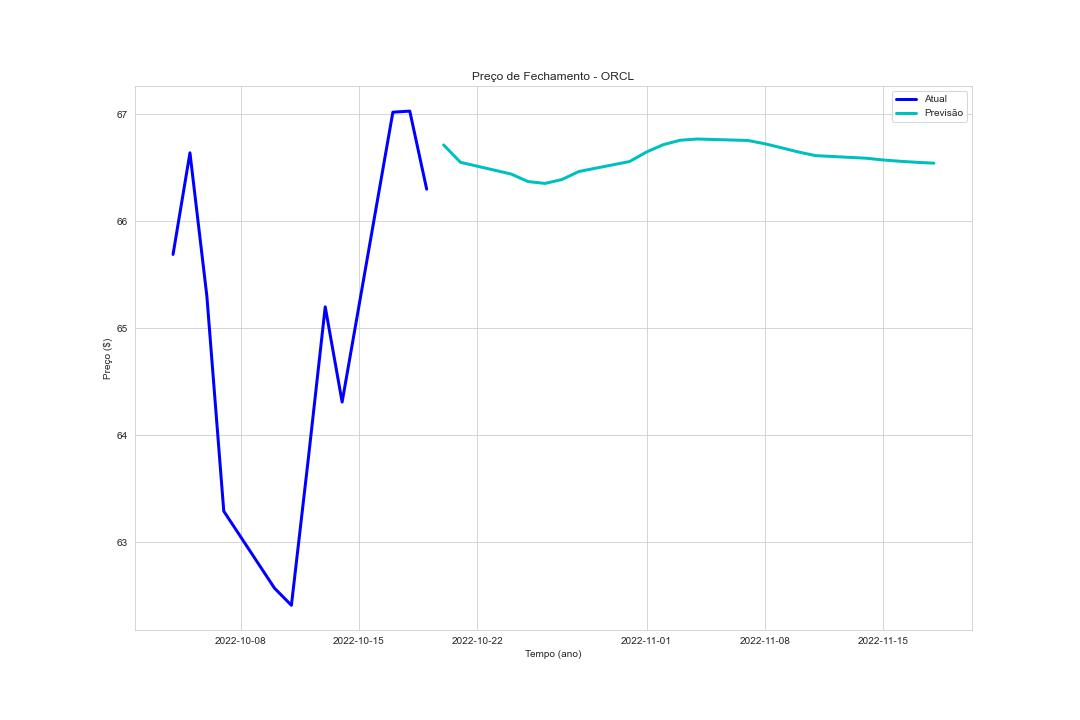 Preço de Fechamento - ORCL
Atual
Previsão
67
66
65
64
63
Preço ($)
2022-10-08
2022-10-15
2022-10-22
2022-11-01
2022-11-08
2022-11-15
Tempo (ano)